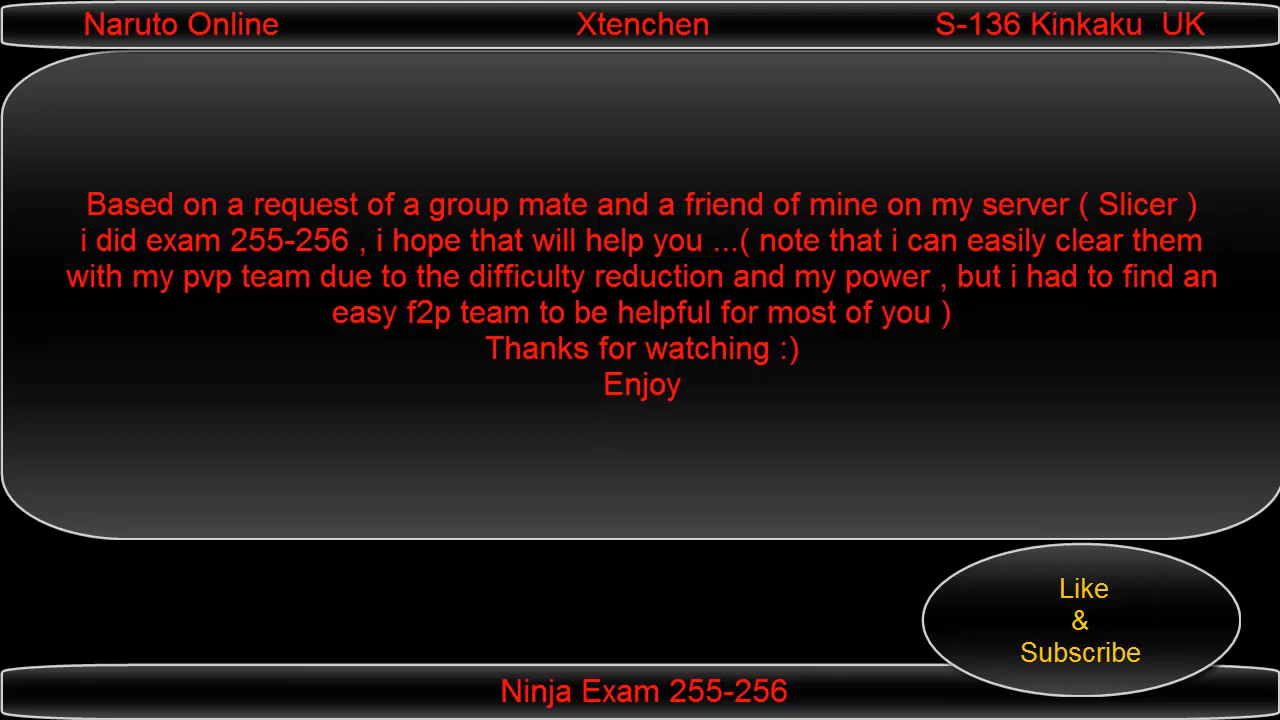 Naruto Online Xtenchen S-136 Kinkaku UK
Based on a request of a group mate and a friend of mine on my server ( Slicer )
i did exam 255-256 , i hope that will help you ...( note that i can easily clear them
with my pvp team due to the difficulty reduction and my power , but i had to find an
easy f2p team to be helpful for most of you )
Thanks for watching :)
Enjoy
Like
&
Subscribe
Ninja Exam 255-256